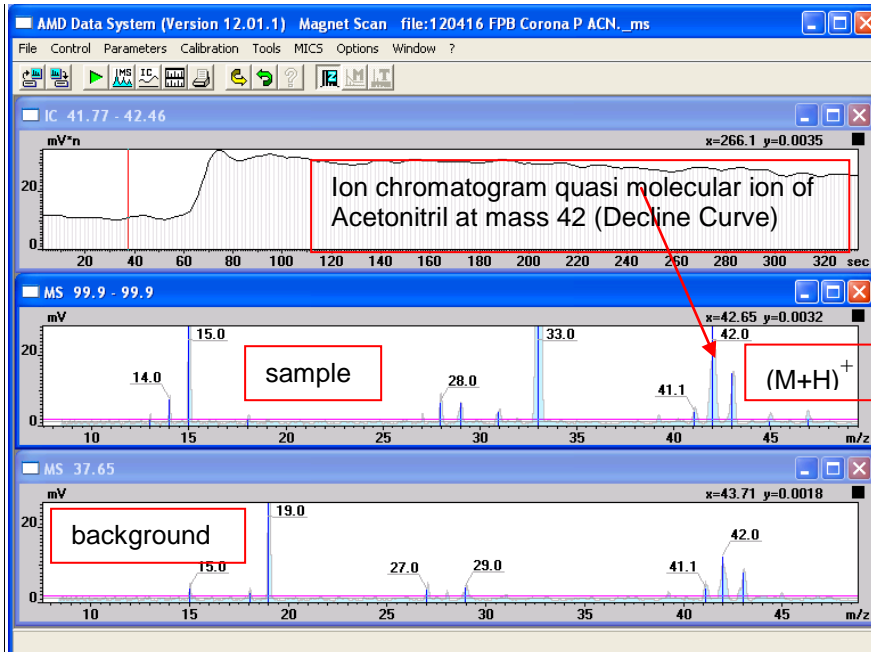 AMD Data System (Version 12.01.1) Magnet Scan file:120416 FPB Corona P ACN._ms
File Control Parameters Calibration Tools MICS Options Window ?
MS IC
M T
IC 41.77 - 42.46
mV*n x=266.1 y=0.0035
20
0
Ion chromatogram quasi molecular ion of
Acetonitril at mass 42 (Decline Curve)
20 40 60 80 100 120 140 160 180 200 220 240 260 280 300 320 sec
MS 99.9 - 99.9
mV x=42.65 y=0.0032
20
0
15.0 33.0 42.0
14.0 sample 28.0 41.1 (M+H)+
10 15 20 25 30 35 40 45 m/z
MS 37.65
mV x=43.71 y=0.0018
20
0
background 19.0 42.0
15.0 27.0 29.0 41.1
10 15 20 25 30 35 40 45 m/z